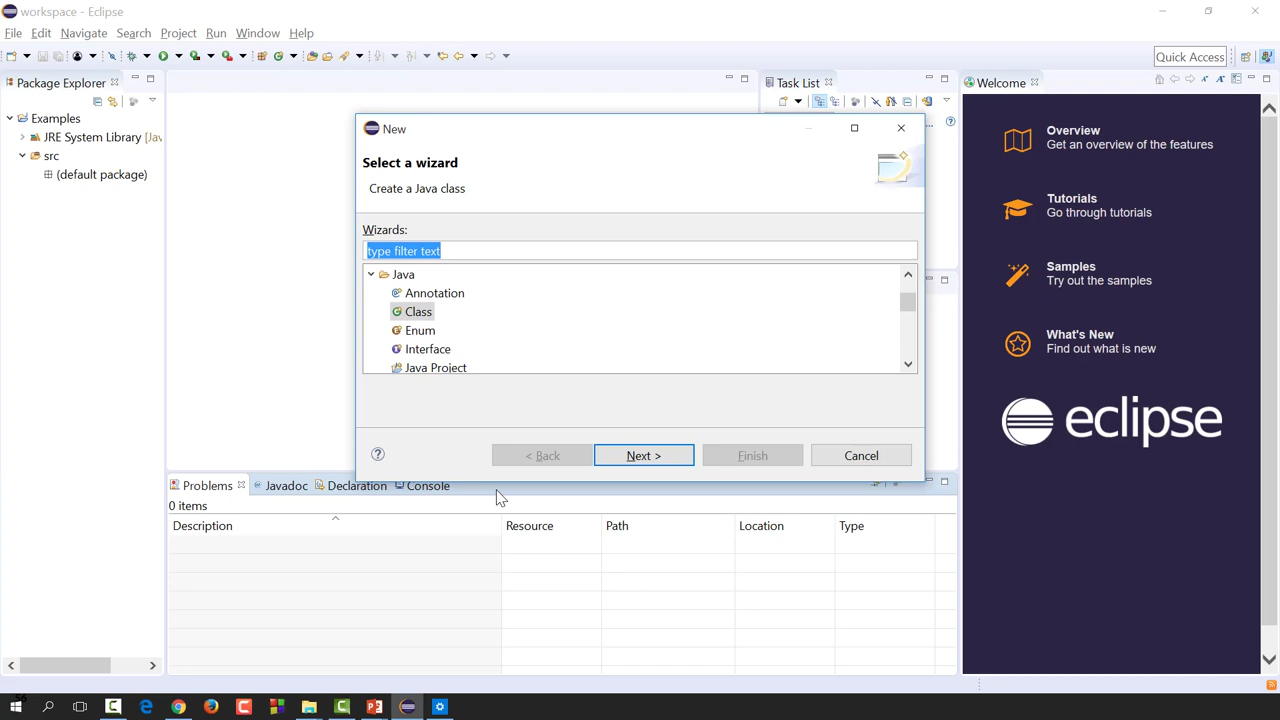 workspace - Eclipse
File Edit Navigate Search Project Run Window Help
Quick Access
Package Explorer
Task List
Welcome
Examples
JRE System Library [Jav
src
(default package)
New
Select a wizard
Create a Java class
Wizards:
type filter text
Java
Annotation
Class
Enum
Interface
Java Project
< Back
Next >
Finish
Cancel
Overview
Get an overview of the features
Tutorials
Go through tutorials
Samples
Try out the samples
What's New
Find out what is new
eclipse
Problems Javadoc Declaration Console
0 items
Description Resource Path Location Type
56